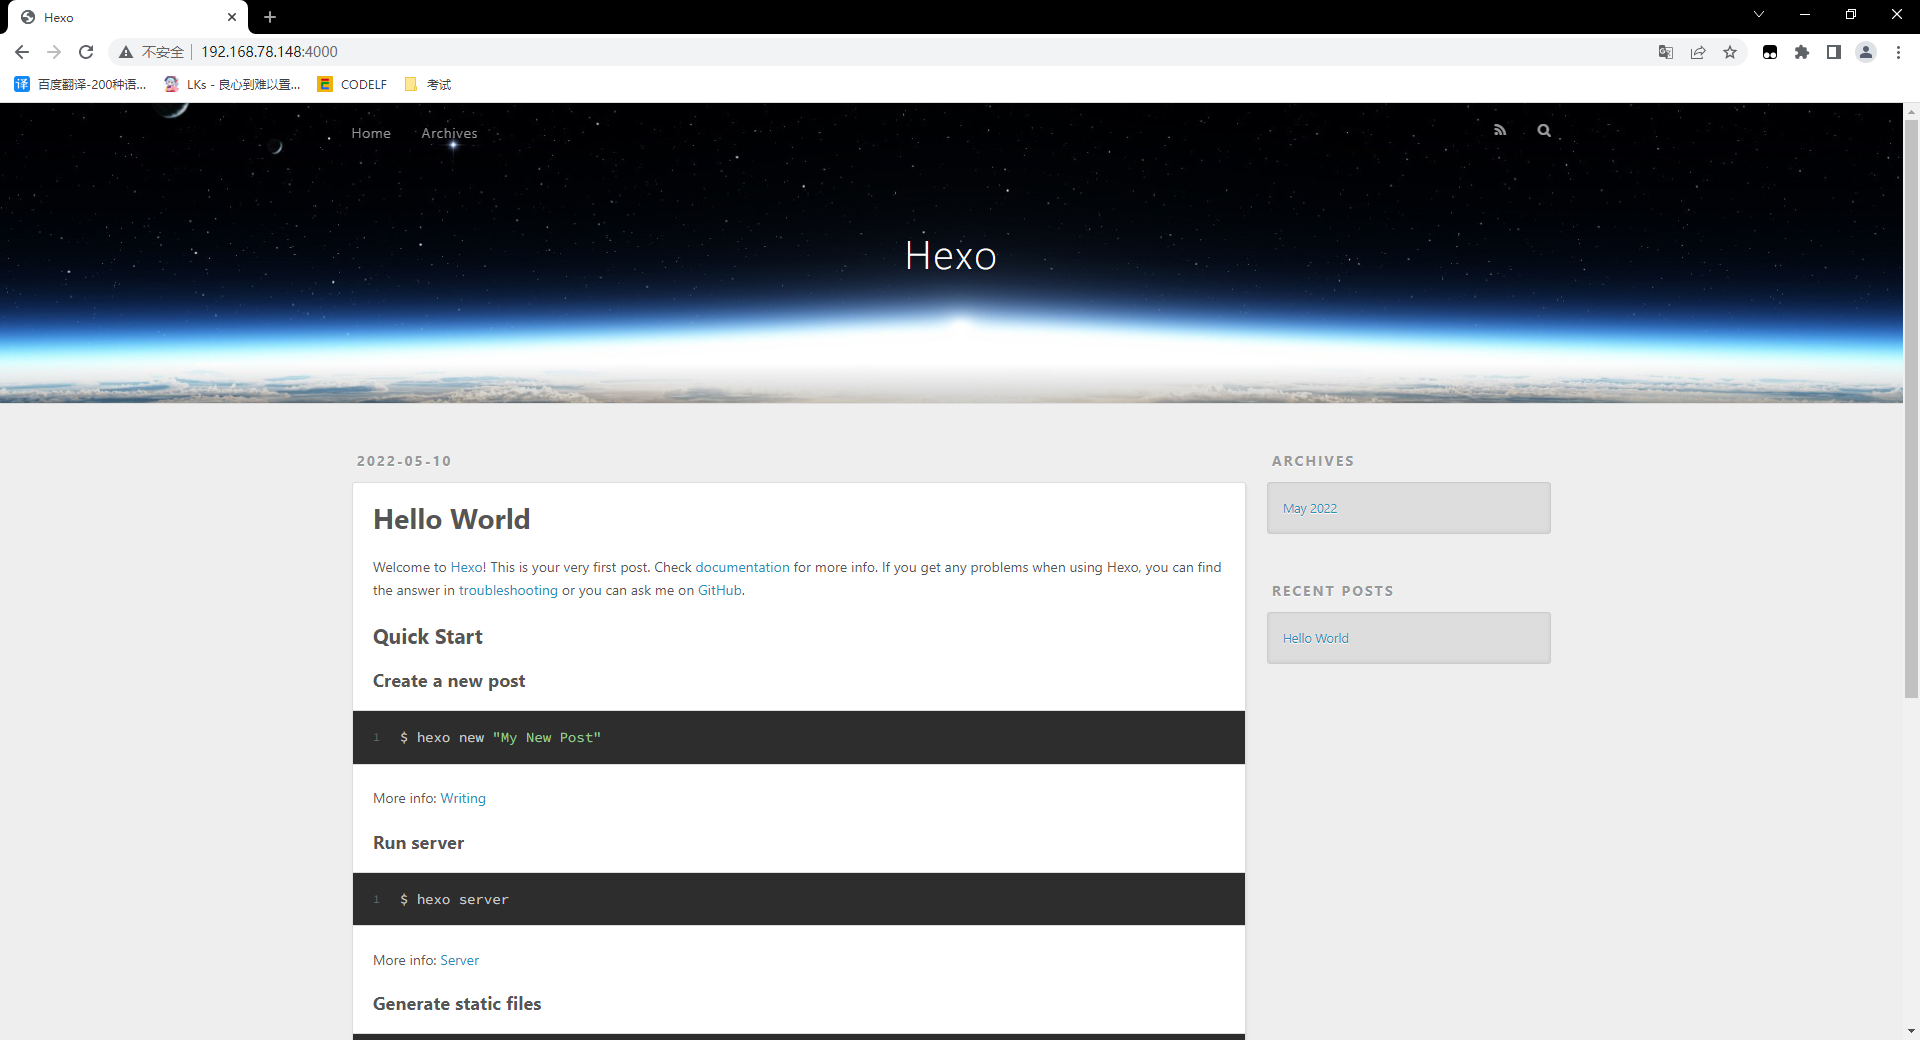 Hexo
不安全 192.168.78.148:4000
百度翻译-200种语... LKs - 良心到难以置... CODELF 考试
Home Archives
Hexo
2022-05-10
Hello World
Welcome to Hexo! This is your very first post. Check documentation for more info. If you get any problems when using Hexo, you can find
the answer in troubleshooting or you can ask me on GitHub.
Quick Start
Create a new post
1 $ hexo new "My New Post"
More info: Writing
Run server
1 $ hexo server
More info: Server
Generate static files
ARCHIVES
May 2022
RECENT POSTS
Hello World